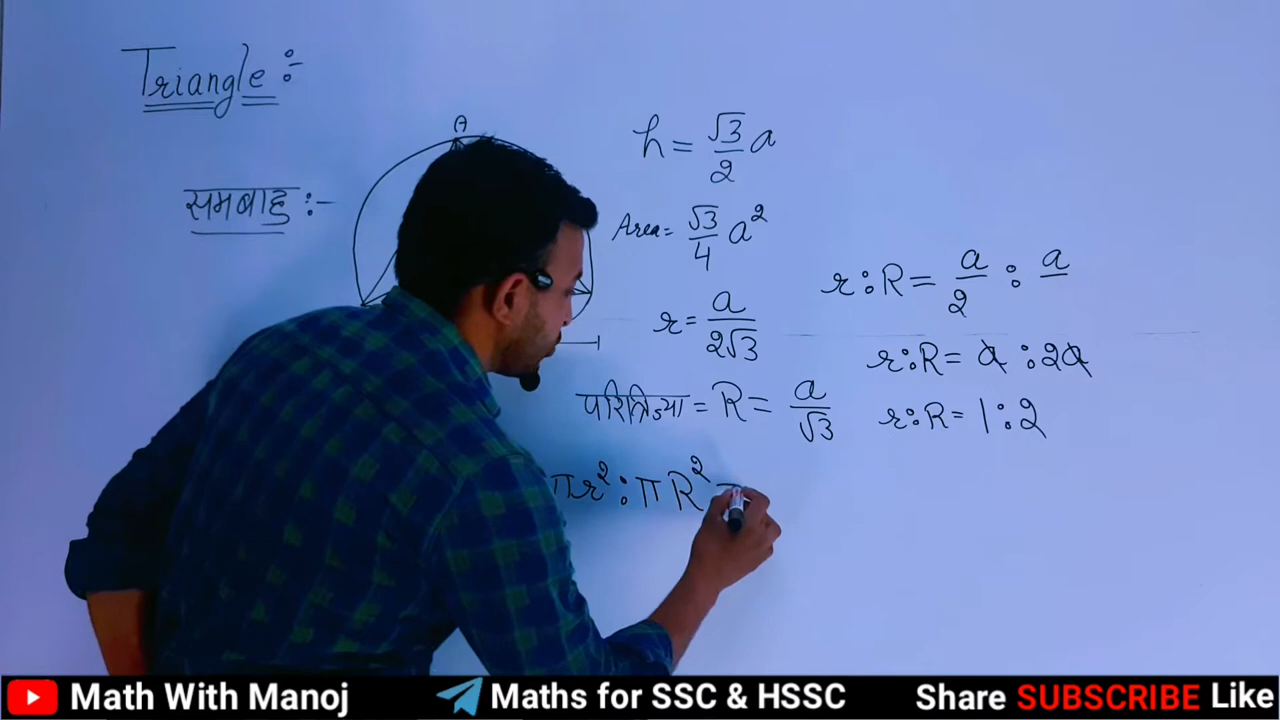 Triangle :-
A
समबाहु :-
h = √3/2 a
Area = √3/4 a²
r = a/2√3
परित्रिज्या = R = a/√3
r:R = a/2 : a
r:R = a : 2a
r:R = 1:2
πr² : πR² =
Math With Manoj
Maths for SSC & HSSC
Share SUBSCRIBE Like